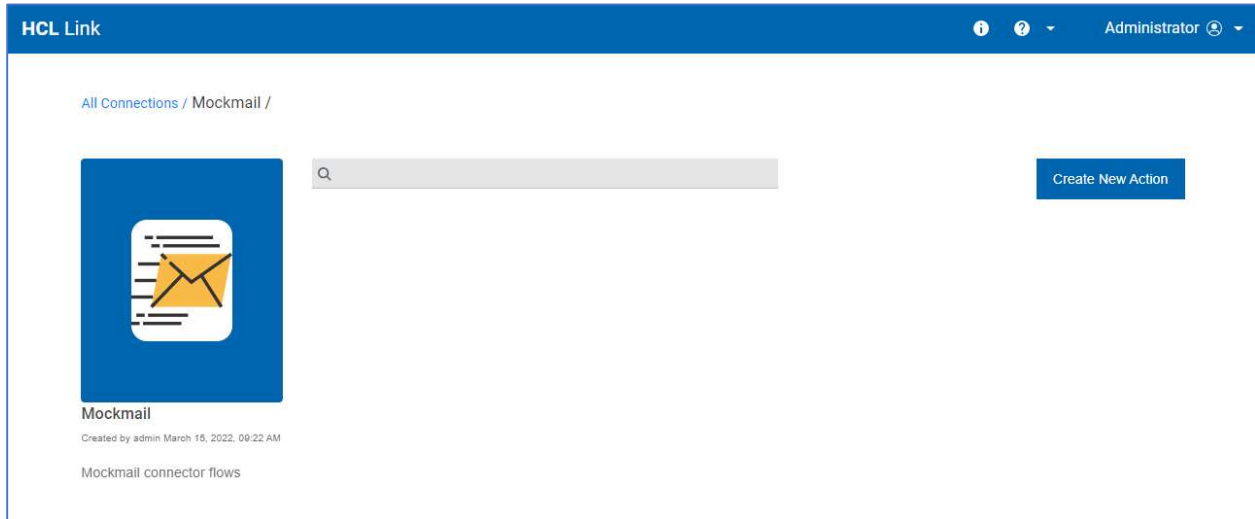 HCL Link
Administrator
All Connections / Mockmail /
Create New Action
Mockmail
Created by admin March 15, 2022, 09:22 AM
Mockmail connector flows